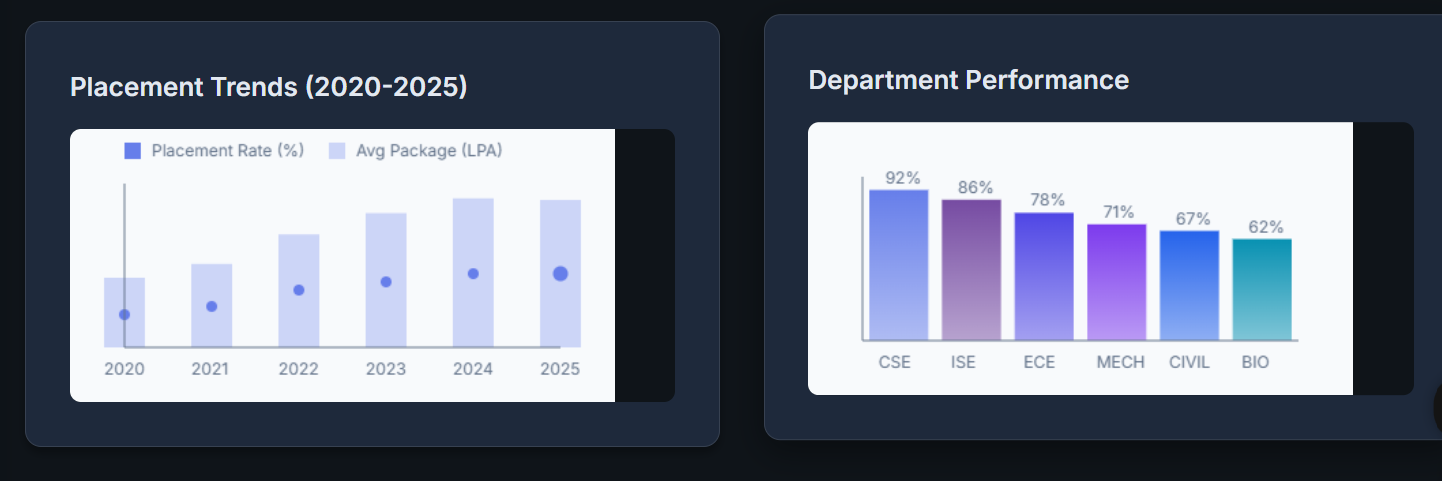 Placement Trends (2020-2025)
Placement Rate (%) Avg Package (LPA)
2020 2021 2022 2023 2024 2025
Department Performance
92% 86% 78% 71% 67% 62%
CSE ISE ECE MECH CIVIL BIO